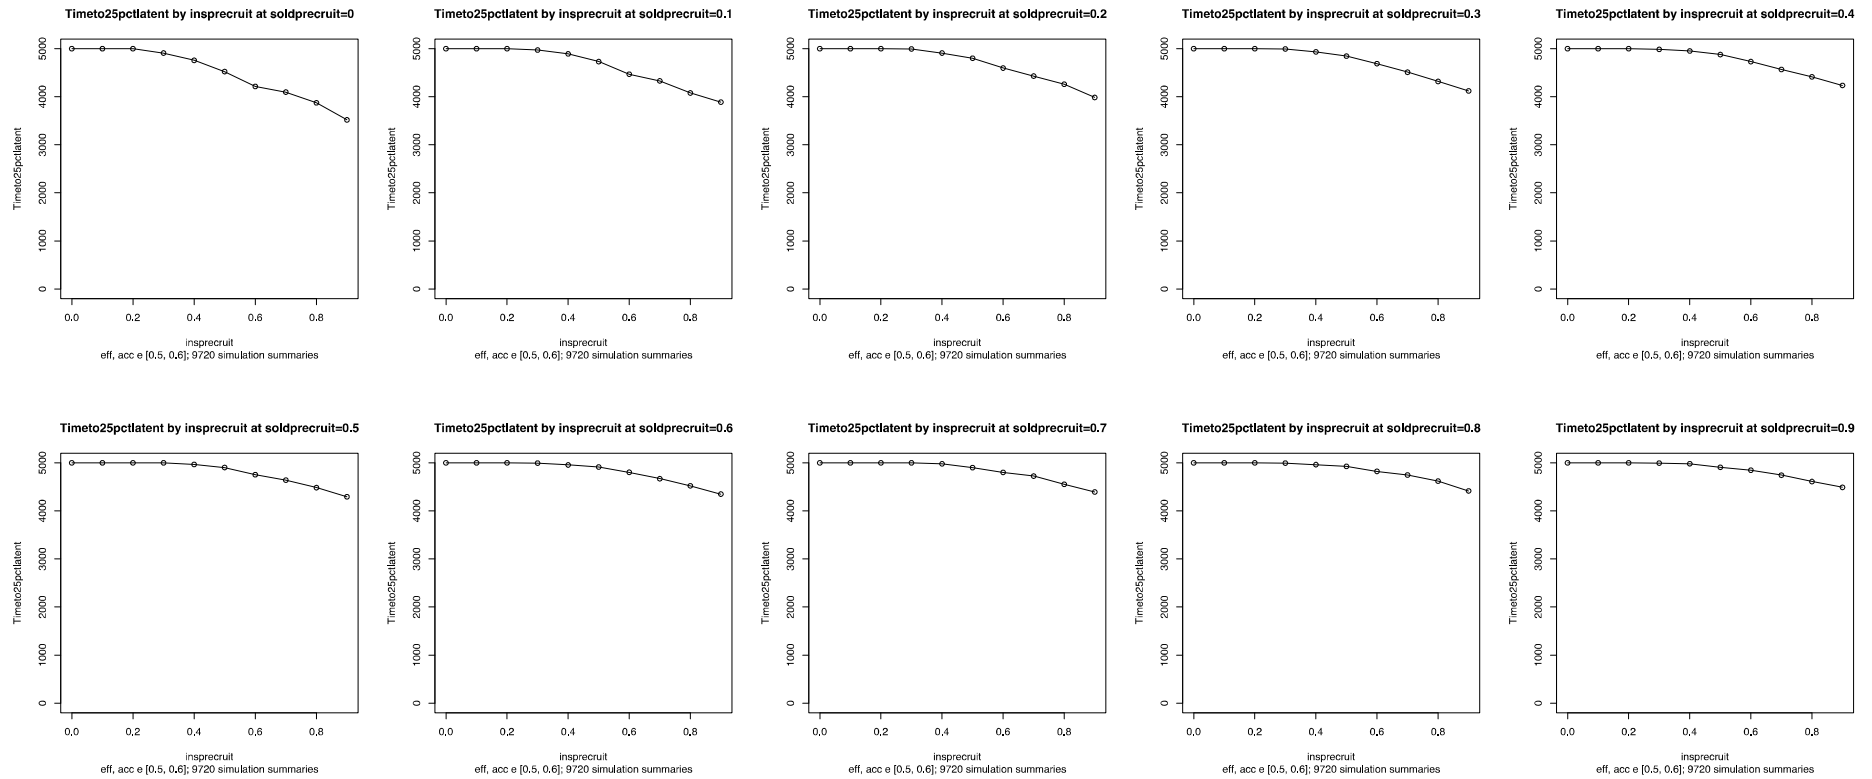 Timeto25pctlatent by insprecruit at soldprecruit=0
Timeto25pctlatent
5000
4000
3000
2000
1000
0
0.0 0.2 0.4 0.6 0.8
insprecruit
eff, acc e [0.5, 0.6]; 9720 simulation summaries
Timeto25pctlatent by insprecruit at soldprecruit=0.1
Timeto25pctlatent
5000
4000
3000
2000
1000
0
0.0 0.2 0.4 0.6 0.8
insprecruit
eff, acc e [0.5, 0.6]; 9720 simulation summaries
Timeto25pctlatent by insprecruit at soldprecruit=0.2
Timeto25pctlatent
5000
4000
3000
2000
1000
0
0.0 0.2 0.4 0.6 0.8
insprecruit
eff, acc e [0.5, 0.6]; 9720 simulation summaries
Timeto25pctlatent by insprecruit at soldprecruit=0.3
Timeto25pctlatent
5000
4000
3000
2000
1000
0
0.0 0.2 0.4 0.6 0.8
insprecruit
eff, acc e [0.5, 0.6]; 9720 simulation summaries
Timeto25pctlatent by insprecruit at soldprecruit=0.4
Timeto25pctlatent
5000
4000
3000
2000
1000
0
0.0 0.2 0.4 0.6 0.8
insprecruit
eff, acc e [0.5, 0.6]; 9720 simulation summaries
Timeto25pctlatent by insprecruit at soldprecruit=0.5
Timeto25pctlatent
5000
4000
3000
2000
1000
0
0.0 0.2 0.4 0.6 0.8
insprecruit
eff, acc e [0.5, 0.6]; 9720 simulation summaries
Timeto25pctlatent by insprecruit at soldprecruit=0.6
Timeto25pctlatent
5000
4000
3000
2000
1000
0
0.0 0.2 0.4 0.6 0.8
insprecruit
eff, acc e [0.5, 0.6]; 9720 simulation summaries
Timeto25pctlatent by insprecruit at soldprecruit=0.7
Timeto25pctlatent
5000
4000
3000
2000
1000
0
0.0 0.2 0.4 0.6 0.8
insprecruit
eff, acc e [0.5, 0.6]; 9720 simulation summaries
Timeto25pctlatent by insprecruit at soldprecruit=0.8
Timeto25pctlatent
5000
4000
3000
2000
1000
0
0.0 0.2 0.4 0.6 0.8
insprecruit
eff, acc e [0.5, 0.6]; 9720 simulation summaries
Timeto25pctlatent by insprecruit at soldprecruit=0.9
Timeto25pctlatent
5000
4000
3000
2000
1000
0
0.0 0.2 0.4 0.6 0.8
insprecruit
eff, acc e [0.5, 0.6]; 9720 simulation summaries